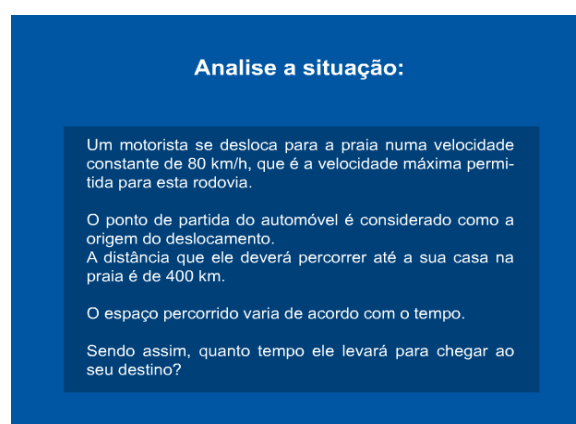 Analise a situação:
Um motorista se desloca para a praia numa velocidade
constante de 80 km/h, que é a velocidade máxima permi-
tida para esta rodovia.
O ponto de partida do automóvel é considerado como a
origem do deslocamento.
A distância que ele deverá percorrer até a sua casa na
praia é de 400 km.
O espaço percorrido varia de acordo com o tempo.
Sendo assim, quanto tempo ele levará para chegar ao
seu destino?